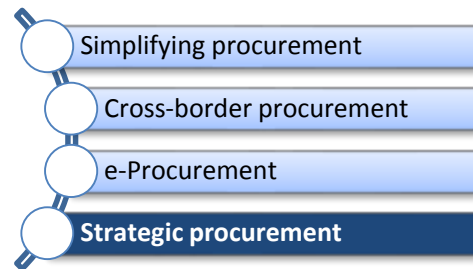 Simplifying procurement
Cross-border procurement
e-Procurement
Strategic procurement